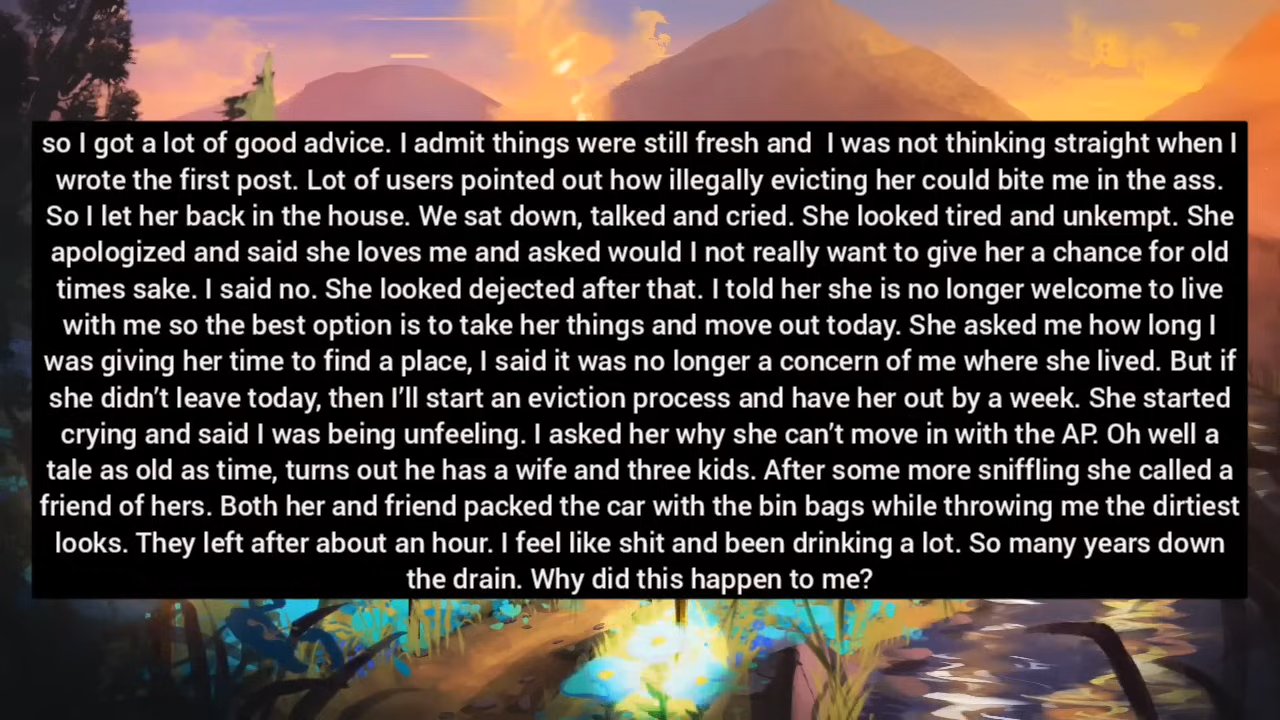 so I got a lot of good advice. I admit things were still fresh and  I was not thinking straight when I
wrote the first post. Lot of users pointed out how illegally evicting her could bite me in the ass.
So I let her back in the house. We sat down, talked and cried. She looked tired and unkempt. She
apologized and said she loves me and asked would I not really want to give her a chance for old
times sake. I said no. She looked dejected after that. I told her she is no longer welcome to live
with me so the best option is to take her things and move out today. She asked me how long I
was giving her time to find a place, I said it was no longer a concern of me where she lived. But if
she didn’t leave today, then I’ll start an eviction process and have her out by a week. She started
crying and said I was being unfeeling. I asked her why she can’t move in with the AP. Oh well a
tale as old as time, turns out he has a wife and three kids. After some more sniffling she called a
friend of hers. Both her and friend packed the car with the bin bags while throwing me the dirtiest
looks. They left after about an hour. I feel like shit and been drinking a lot. So many years down
the drain. Why did this happen to me?